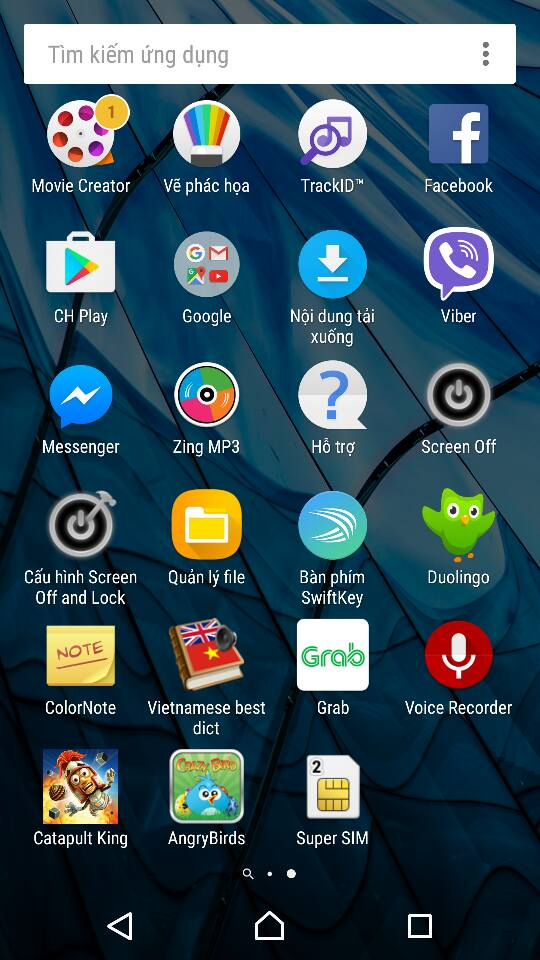 Tìm kiếm ứng dụng
1
Movie Creator
Vẽ phác họa
TrackID™
Facebook
CH Play
Google
Nội dung tải
xuống
Viber
Messenger
Zing MP3
Hỗ trợ
Screen Off
Cấu hình Screen
Off and Lock
Quản lý file
Bàn phím
SwiftKey
Duolingo
NOTE
ColorNote
Vietnamese best
dict
Grab
Grab
Voice Recorder
Catapult King
CRAZY BIRD
AngryBirds
2
Super SIM